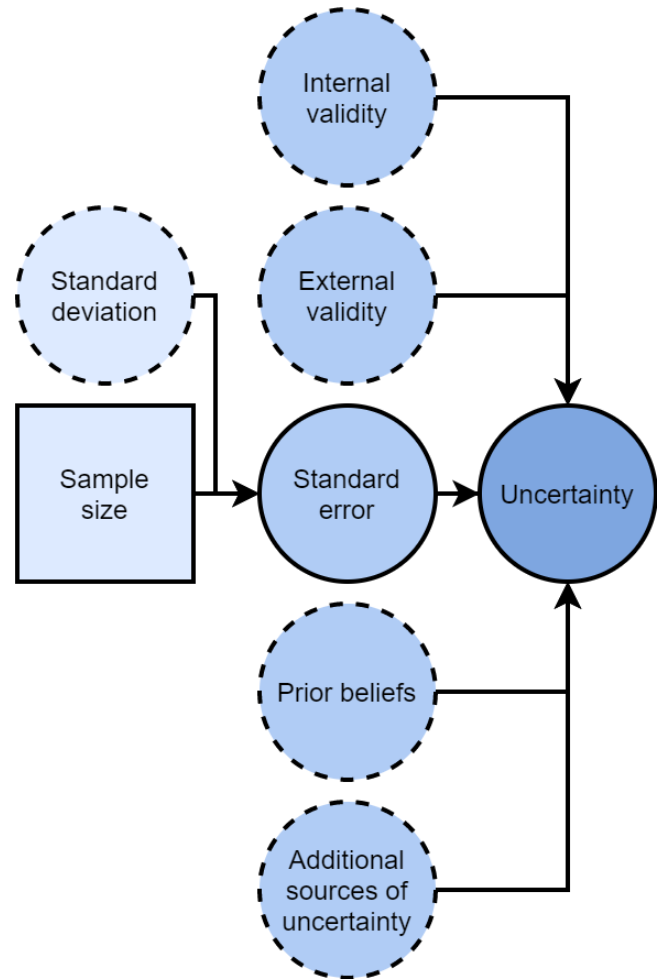 Internal
validity
Standard
deviation
External
validity
Sample
size
Standard
error
Uncertainty
Prior beliefs
Additional
sources of
uncertainty